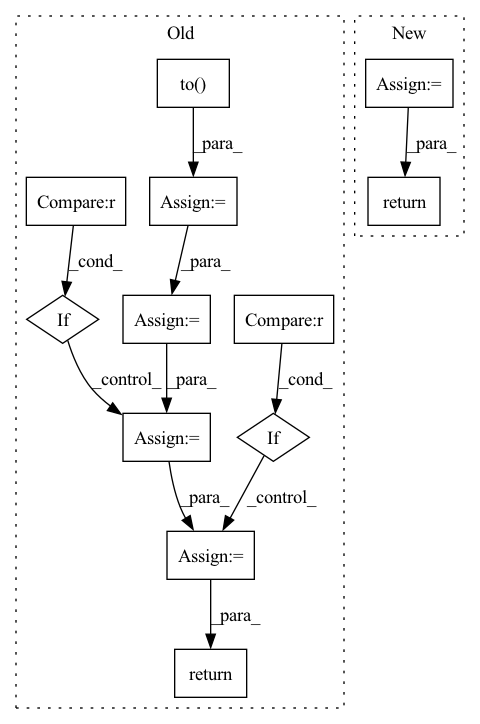 Old
New
to()
Assign:=
_para_
_para_
Compare:r
Assign:=
return
_cond_
_para_
If
Assign:=
Compare:r
_control_
_para_
_cond_
Assign:=
If
_para_
_control_
Assign:=
_para_
return